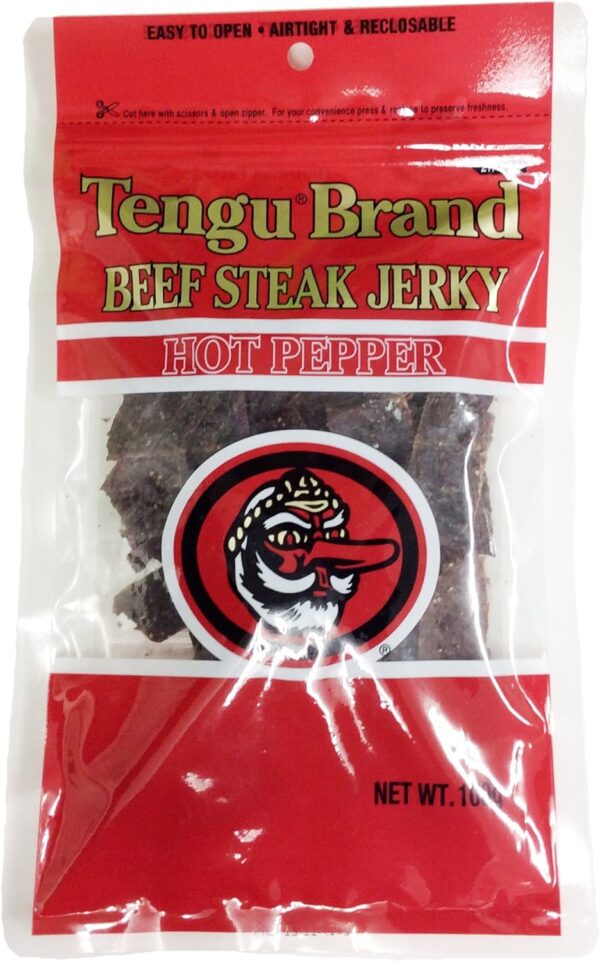 EASY TO OPEN • AIRTIGHT & RECLOSABLE
Cut here with scissors & open zipper. For your convenience press & to preserve freshness.
Tengu® Brand
BEEF STEAK JERKY
HOT PEPPER
®
NET WT.